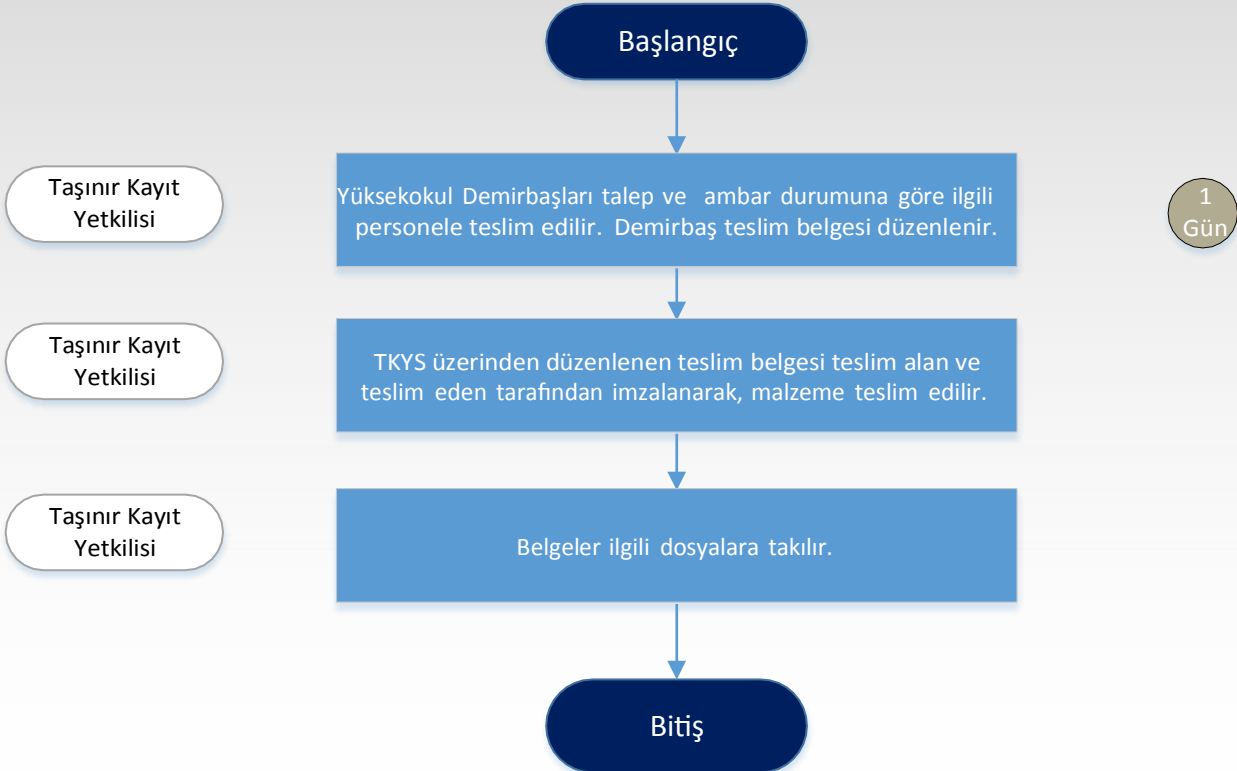 Başlangıç
Taşınır Kayıt
Yetkilisi
Yüksekokul Demirbaşları talep ve ambar durumuna göre ilgili
personele teslim edilir. Demirbaş teslim belgesi düzenlenir.
1
Gün
Taşınır Kayıt
Yetkilisi
TKYS üzerinden düzenlenen teslim belgesi teslim alan ve
teslim eden tarafından imzalanarak, malzeme teslim edilir.
Taşınır Kayıt
Yetkilisi
Belgeler ilgili dosyalara takılır.
Bitiş